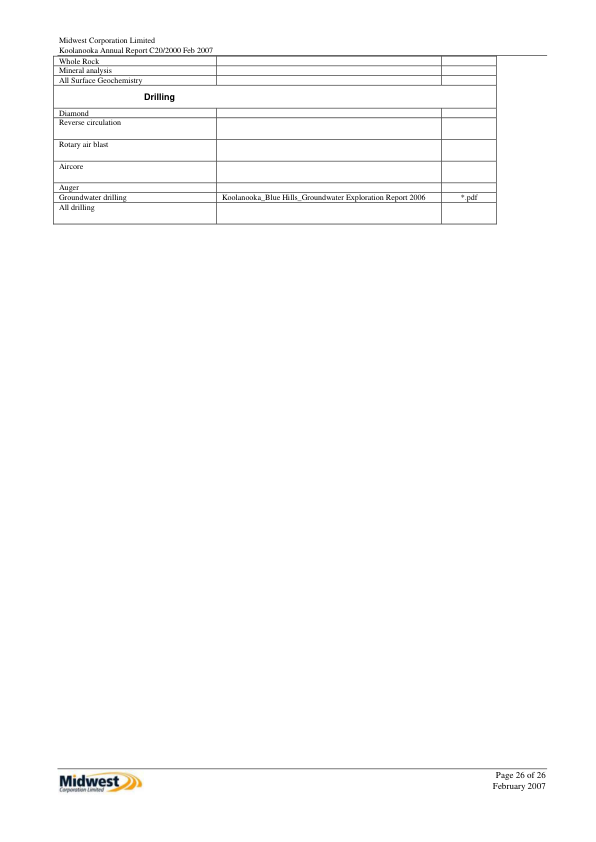 Midwest Corporation Limited
Koolanooka Annual Report C20/2000 Feb 2007
Whole Rock
Mineral analysis
All Surface Geochemistry
Drilling
Diamond
Reverse circulation
Rotary air blast
Aircore
Auger
Groundwater drilling Koolanooka_Blue Hills_Groundwater Exploration Report 2006 *.pdf
All drilling
Midwest
Corporation Limited
Page 26 of 26
February 2007